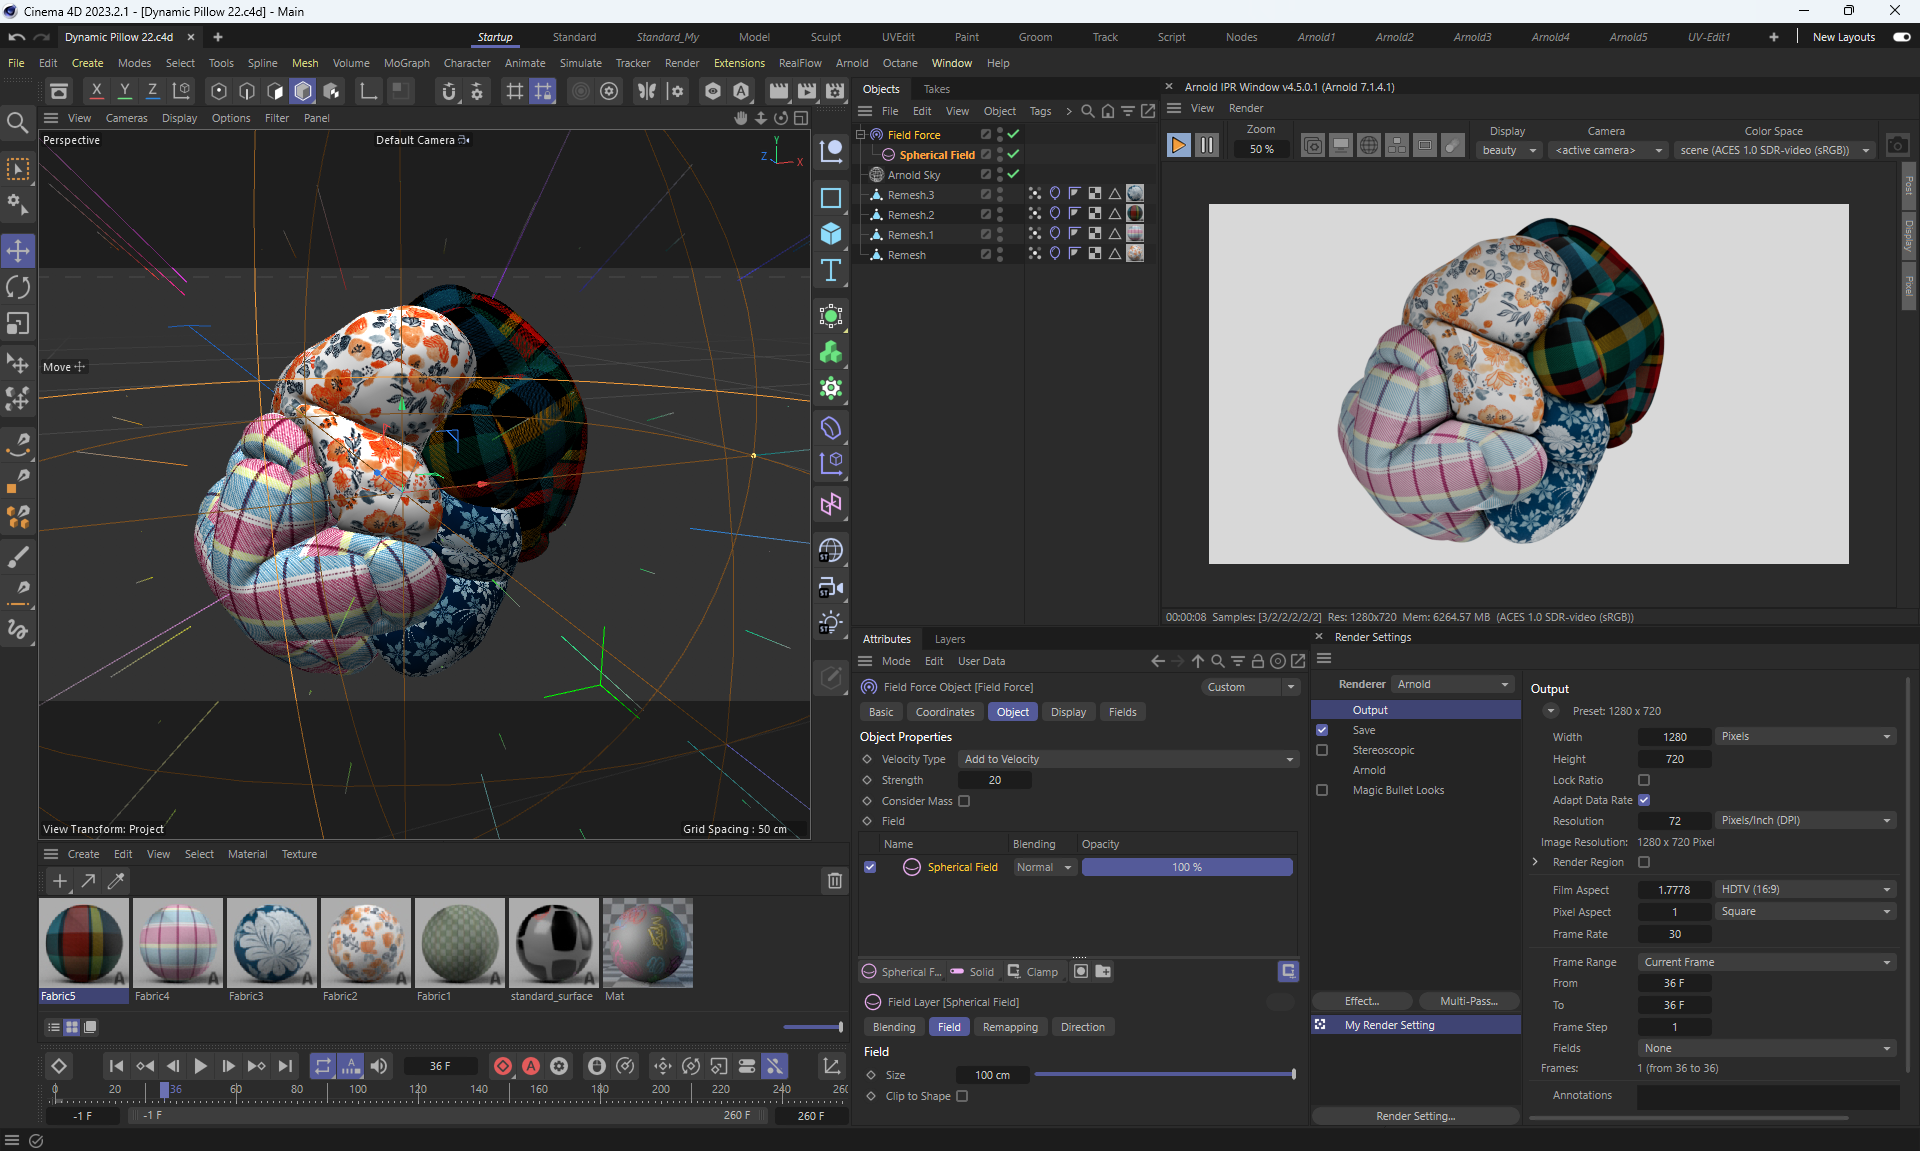 Cinema 4D 2023.2.1 - [Dynamic Pillow 22.c4d] - Main
Dynamic Pillow 22.c4d
Startup Standard Standard_My Model Sculpt UVEdit Paint Groom Track Script Nodes Arnold1 Arnold2 Arnold3 Arnold4 Arnold5 UV-Edit1 New Layouts
File Edit Create Modes Select Tools Spline Mesh Volume MoGraph Character Animate Simulate Tracker Render Extensions RealFlow Arnold Octane Window Help
X Y Z
View Cameras Display Options Filter Panel
Perspective
Default Camera
Y
Z X
Move
View Transform: Project
Grid Spacing : 50 cm
ST
ST
ST
Objects Takes
File Edit View Object Tags
Field Force
Spherical Field
Arnold Sky
Remesh.3
Remesh.2
Remesh.1
Remesh
Arnold IPR Window v4.5.0.1 (Arnold 7.1.4.1)
View Render
Zoom Display Camera Color Space
50 % beauty <active camera> scene (ACES 1.0 SDR-video (sRGB))
Post
Display
Pixel
00:00:08 Samples: [3/2/2/2/2/2] Res: 1280x720 Mem: 6264.57 MB (ACES 1.0 SDR-video (sRGB))
Attributes Layers
Mode Edit User Data
Field Force Object [Field Force]
Custom
Basic Coordinates Object Display Fields
Object Properties
Velocity Type Add to Velocity
Strength 20
Consider Mass
Field
Name Blending Opacity
Spherical Field Normal 100 %
Spherical F... Solid Clamp
Field Layer [Spherical Field]
Blending Field Remapping Direction
Field
Size 100 cm
Clip to Shape
Render Settings
Renderer Arnold
Output
Save
Stereoscopic
Arnold
Magic Bullet Looks
Effect... Multi-Pass...
My Render Setting
Render Setting...
Output
Preset: 1280 x 720
Width 1280 Pixels
Height 720
Lock Ratio
Adapt Data Rate
Resolution 72 Pixels/Inch (DPI)
Image Resolution: 1280 x 720 Pixel
Render Region
Film Aspect 1.7778 HDTV (16:9)
Pixel Aspect 1 Square
Frame Rate 30
Frame Range Current Frame
From 36 F
To 36 F
Frame Step 1
Fields None
Frames: 1 (from 36 to 36)
Annotations
Create Edit View Select Material Texture
Fabric5 Fabric4 Fabric3 Fabric2 Fabric1 standard_surface Mat
36 F
0 20 36 60 80 100 120 140 160 180 200 220 240 26
-1 F -1 F 260 F 260 F